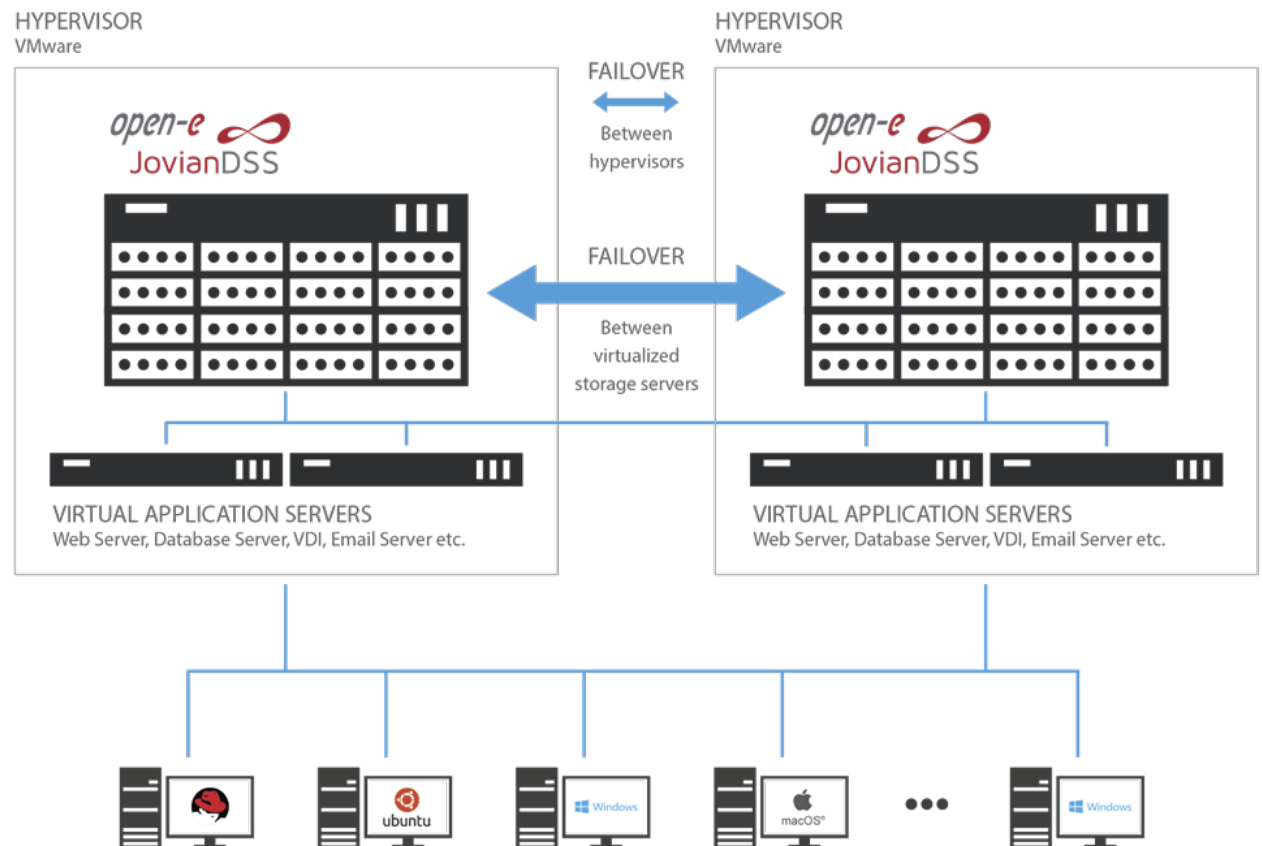 HYPERVISOR
VMware
HYPERVISOR
VMware
FAILOVER
Between
hypervisors
open-e
JovianDSS
open-e
JovianDSS
FAILOVER
Between
virtualized
storage servers
VIRTUAL APPLICATION SERVERS
Web Server, Database Server, VDI, Email Server etc.
VIRTUAL APPLICATION SERVERS
Web Server, Database Server, VDI, Email Server etc.
ubuntu
Windows
macOS®
Windows